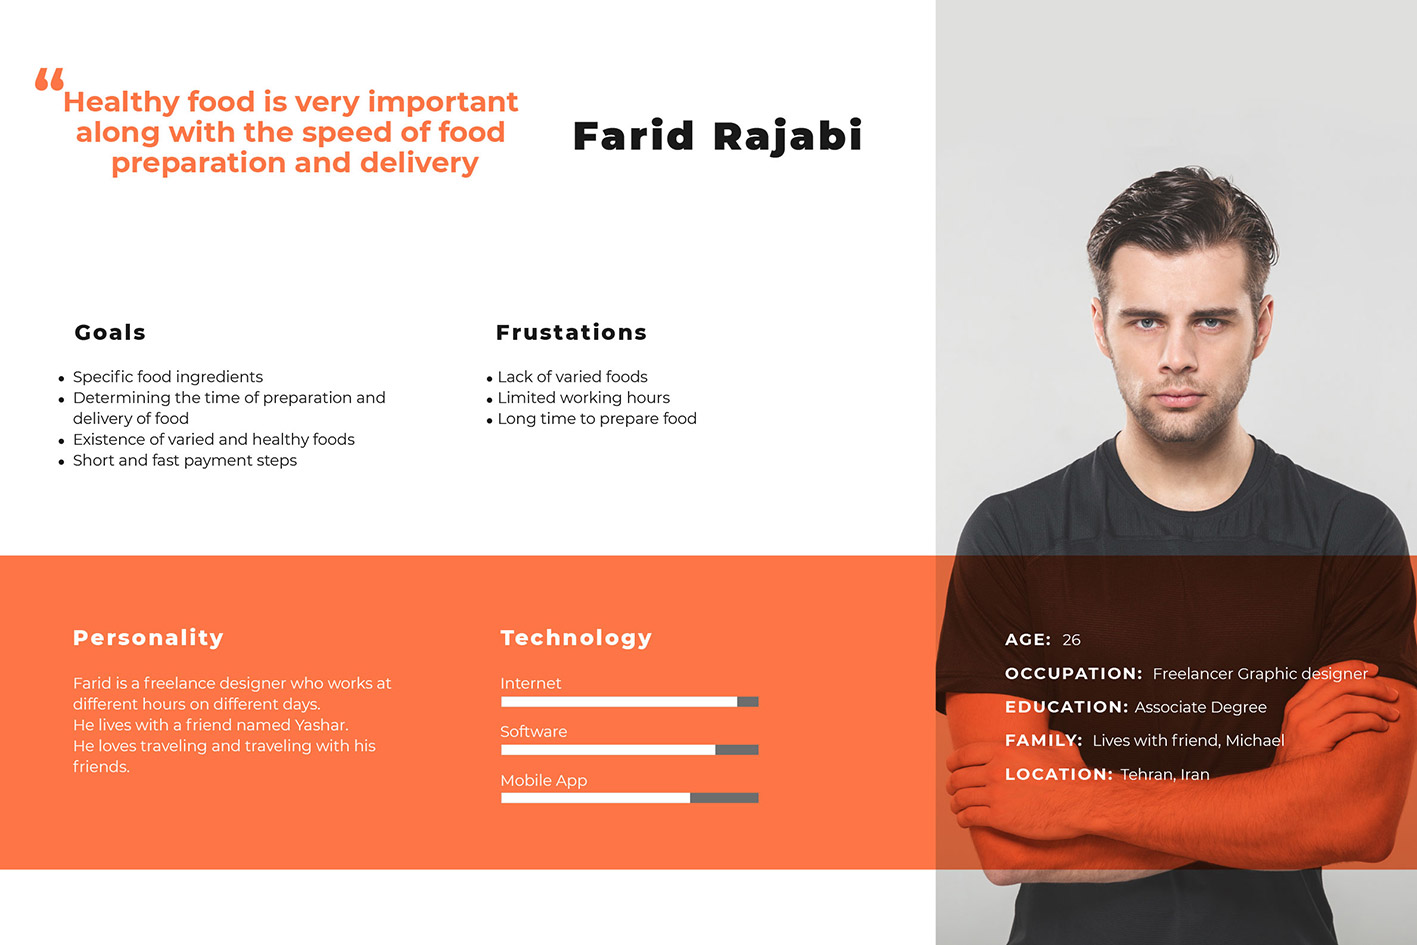 “Healthy food is very important
along with the speed of food
preparation and delivery
Farid Rajabi
Goals
• Specific food ingredients
• Determining the time of preparation and
delivery of food
• Existence of varied and healthy foods
• Short and fast payment steps
Frustations
• Lack of varied foods
• Limited working hours
• Long time to prepare food
Personality
Farid is a freelance designer who works at
different hours on different days.
He lives with a friend named Yashar.
He loves traveling and traveling with his
friends.
Technology
Internet
Software
Mobile App
AGE: 26
OCCUPATION: Freelancer Graphic designer
EDUCATION: Associate Degree
FAMILY: Lives with friend, Michael
LOCATION: Tehran, Iran